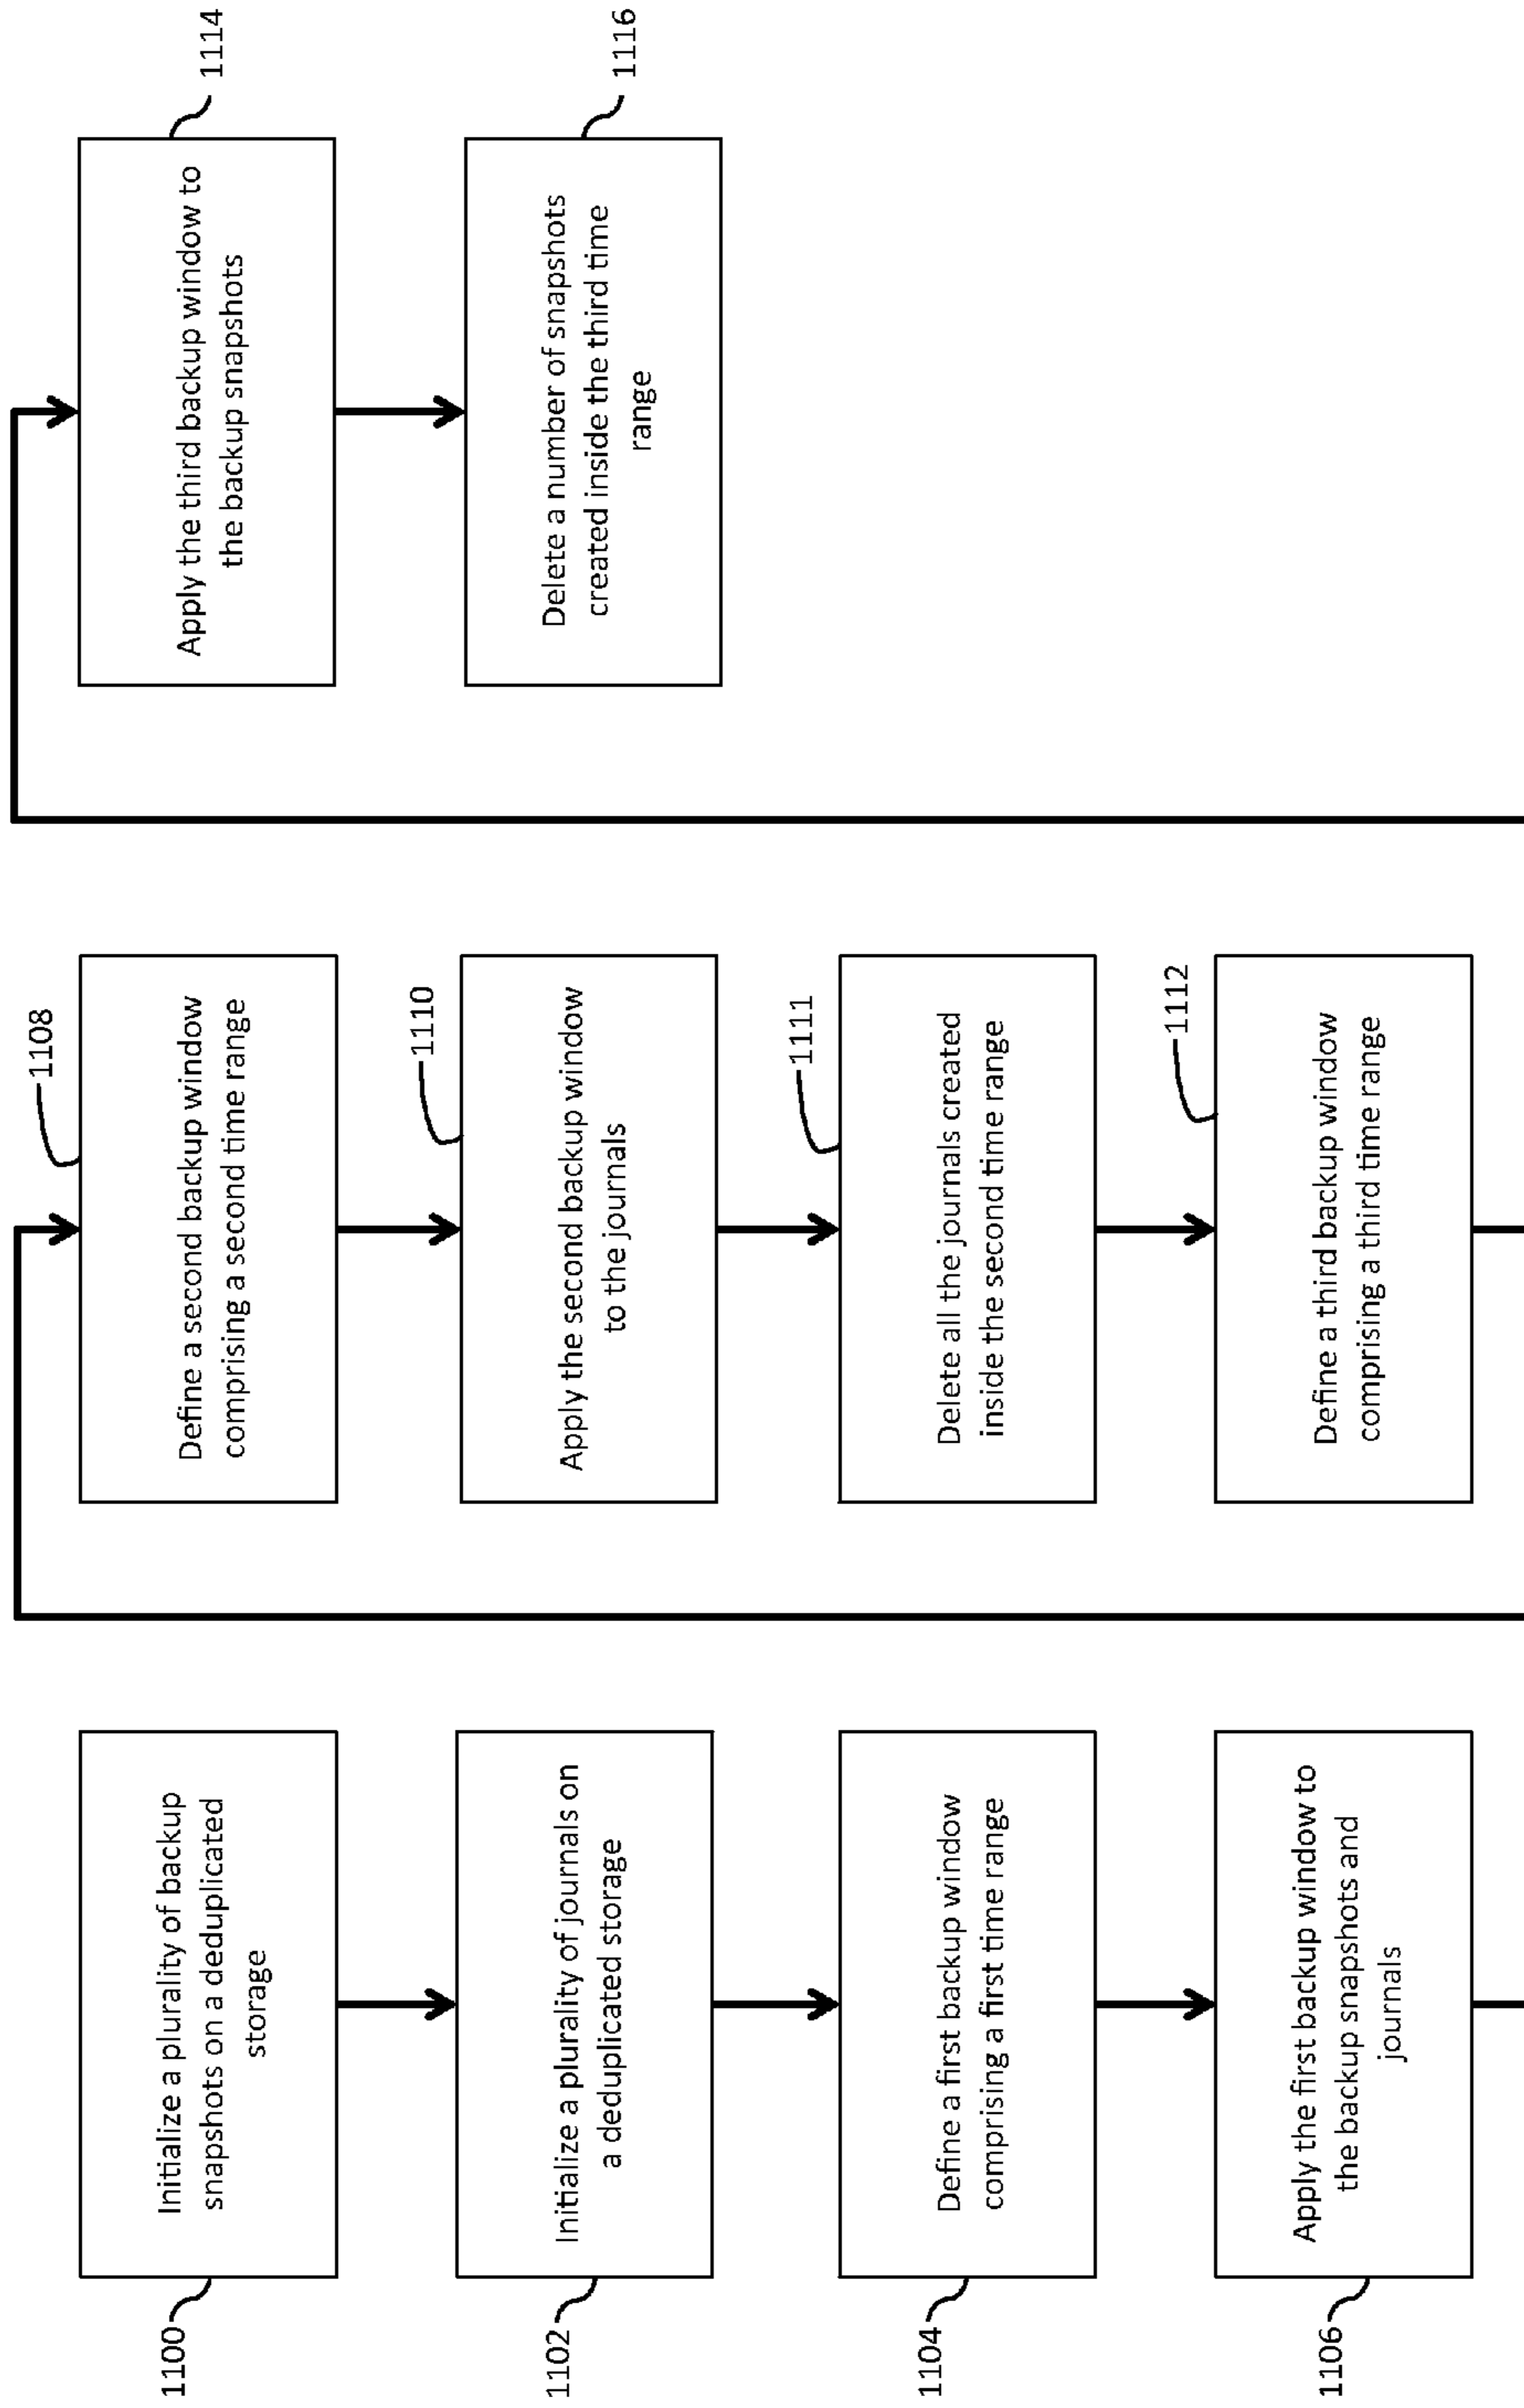 1100
Initialize a plurality of backup
snapshots on a deduplicated
storage
1102
Initialize a plurality of journals on
a deduplicated storage
1104
Define a first backup window
comprising a first time range
1106
Apply the first backup window to
the backup snapshots and
journals
1108
Define a second backup window
comprising a second time range
1110
Apply the second backup window
to the journals
1111
Delete all the journals created
inside the second time range
1112
Define a third backup window
comprising a third time range
1114
Apply the third backup window to
the backup snapshots
1116
Delete a number of snapshots
created inside the third time
range